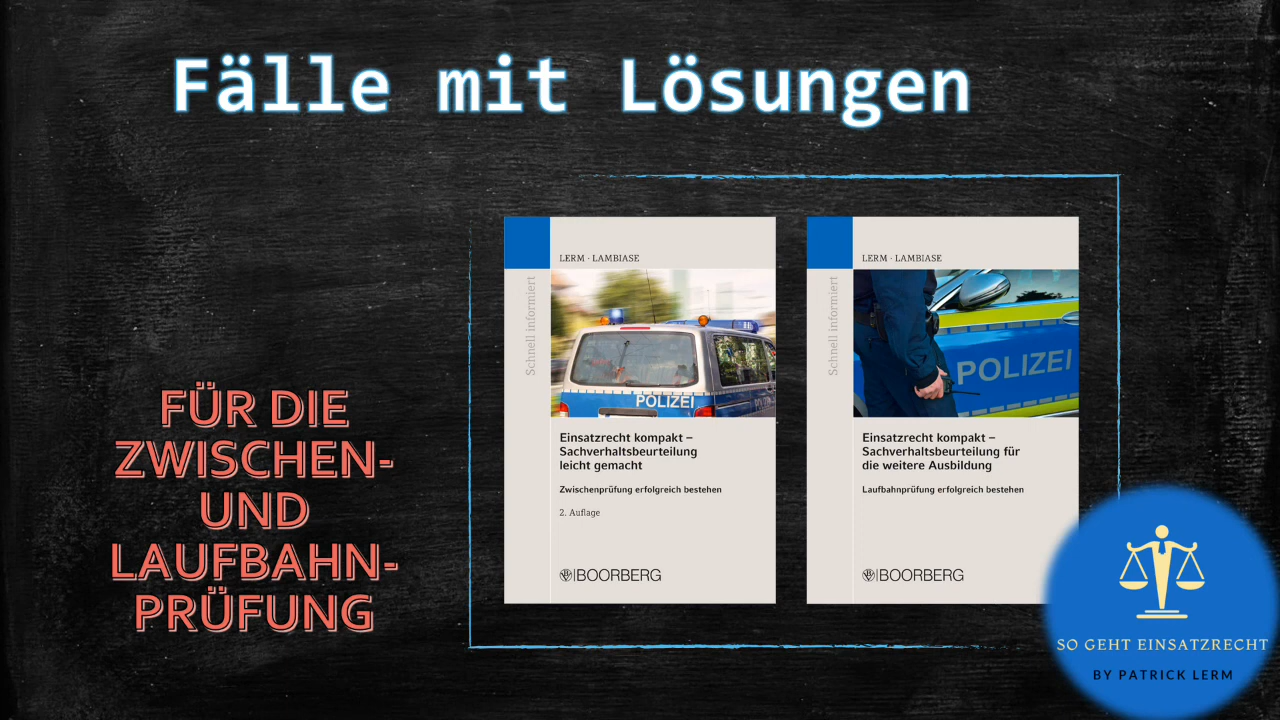 Fälle mit Lösungen
FÜR DIE
ZWISCHEN-
UND
LAUFBAHN-
PRÜFUNG
LERM · LAMBIASE
Schnell informiert
POLIZEI
Einsatzrecht kompakt –
Sachverhaltsbeurteilung
leicht gemacht
Zwischenprüfung erfolgreich bestehen
2. Auflage
BOORBERG
LERM · LAMBIASE
Schnell informiert
POLIZEI
Einsatzrecht kompakt –
Sachverhaltsbeurteilung für
die weitere Ausbildung
Laufbahnprüfung erfolgreich bestehen
BOORBERG
SO GEHT EINSATZRECHT
BY PATRICK LERM